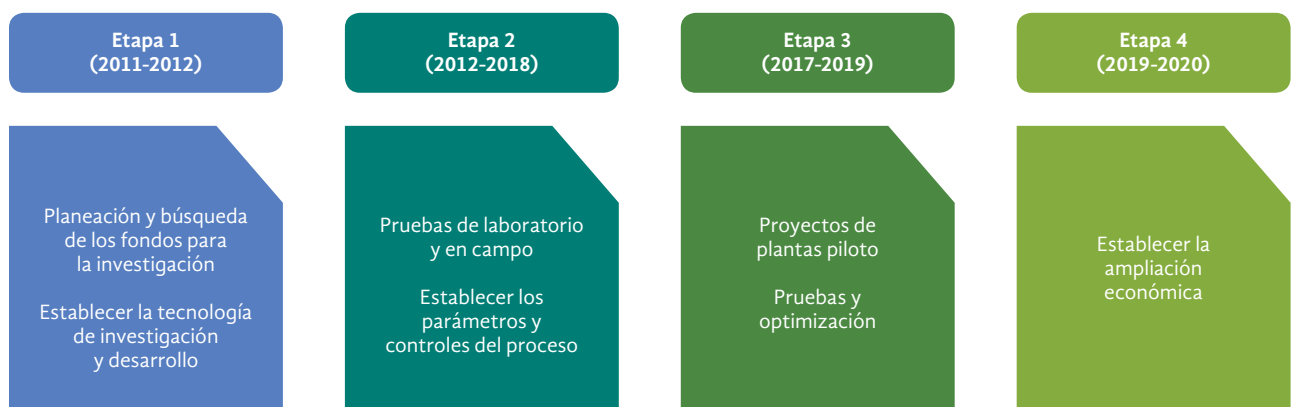 Etapa 1
(2011-2012)
Planeación y búsqueda
de los fondos para
la investigación
Establecer la tecnología
de investigación
y desarrollo
Etapa 2
(2012-2018)
Pruebas de laboratorio
y en campo
Establecer los
parámetros y
controles del proceso
Etapa 3
(2017-2019)
Proyectos de
plantas piloto
Pruebas y
optimización
Etapa 4
(2019-2020)
Establecer la
ampliación
económica